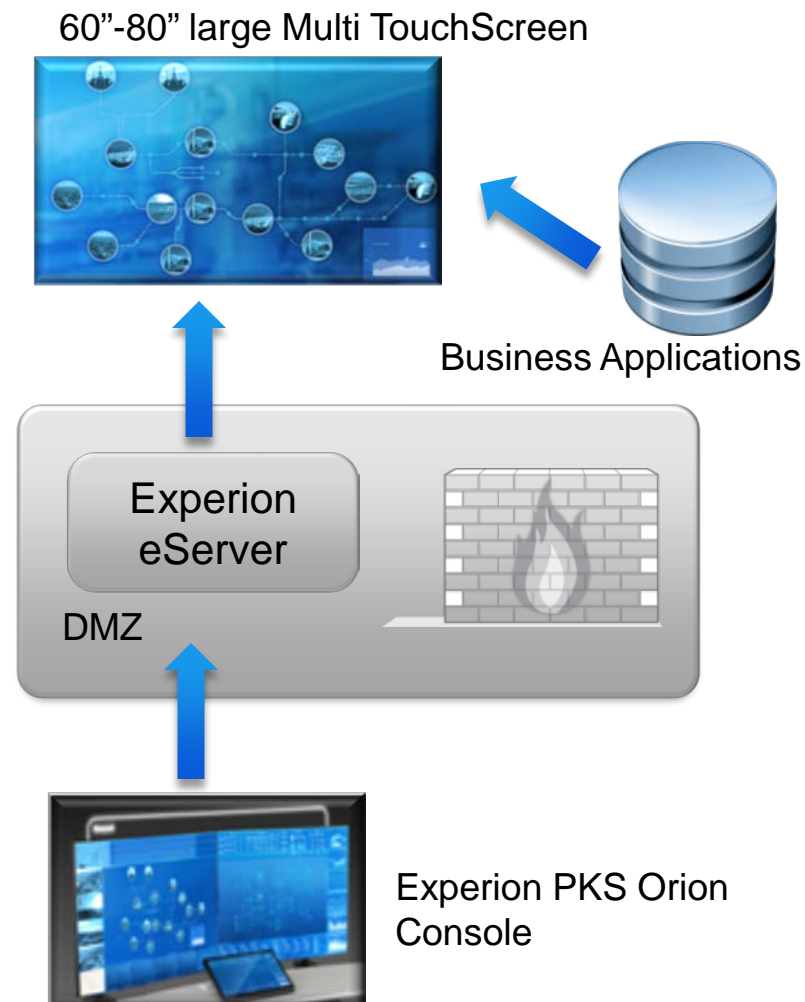 60”-80” large Multi TouchScreen
Business Applications
Experion
eServer
DMZ
Experion PKS Orion
Console